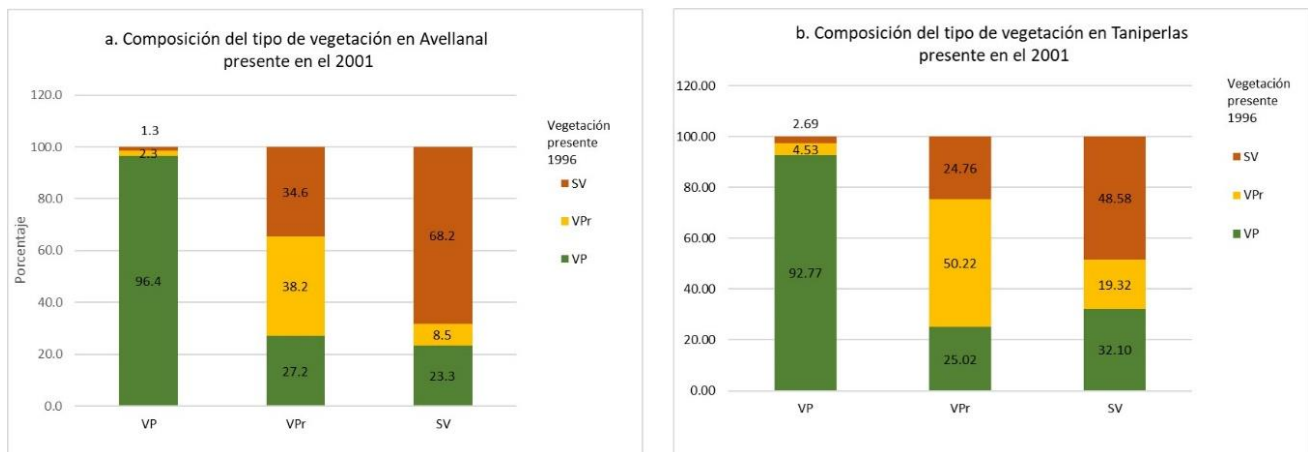 a. Composición del tipo de vegetación en Avellanal
presente en el 2001
120.0
100.0
80.0
60.0
40.0
20.0
0.0
Porcentaje
1.3
2.3
96.4
34.6
38.2
27.2
68.2
8.5
23.3
VP
VPr
SV
Vegetación
presente
1996
SV
VPr
VP
b. Composición del tipo de vegetación en Taniperlas
presente en el 2001
120.00
100.00
80.00
60.00
40.00
20.00
0.00
2.69
4.53
92.77
24.76
50.22
25.02
48.58
19.32
32.10
VP
VPr
SV
Vegetación
presente
1996
SV
VPr
VP